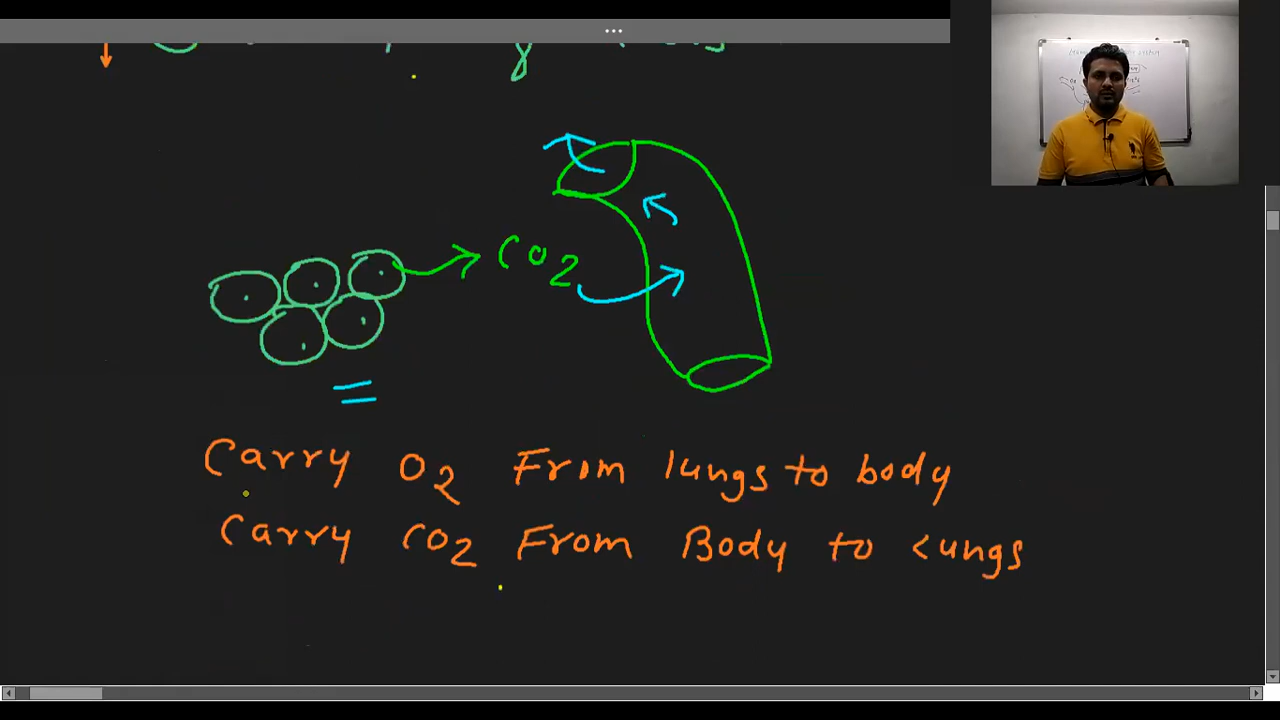 CO2
Carry O2 From lungs to body
Carry CO2 From Body to Lungs